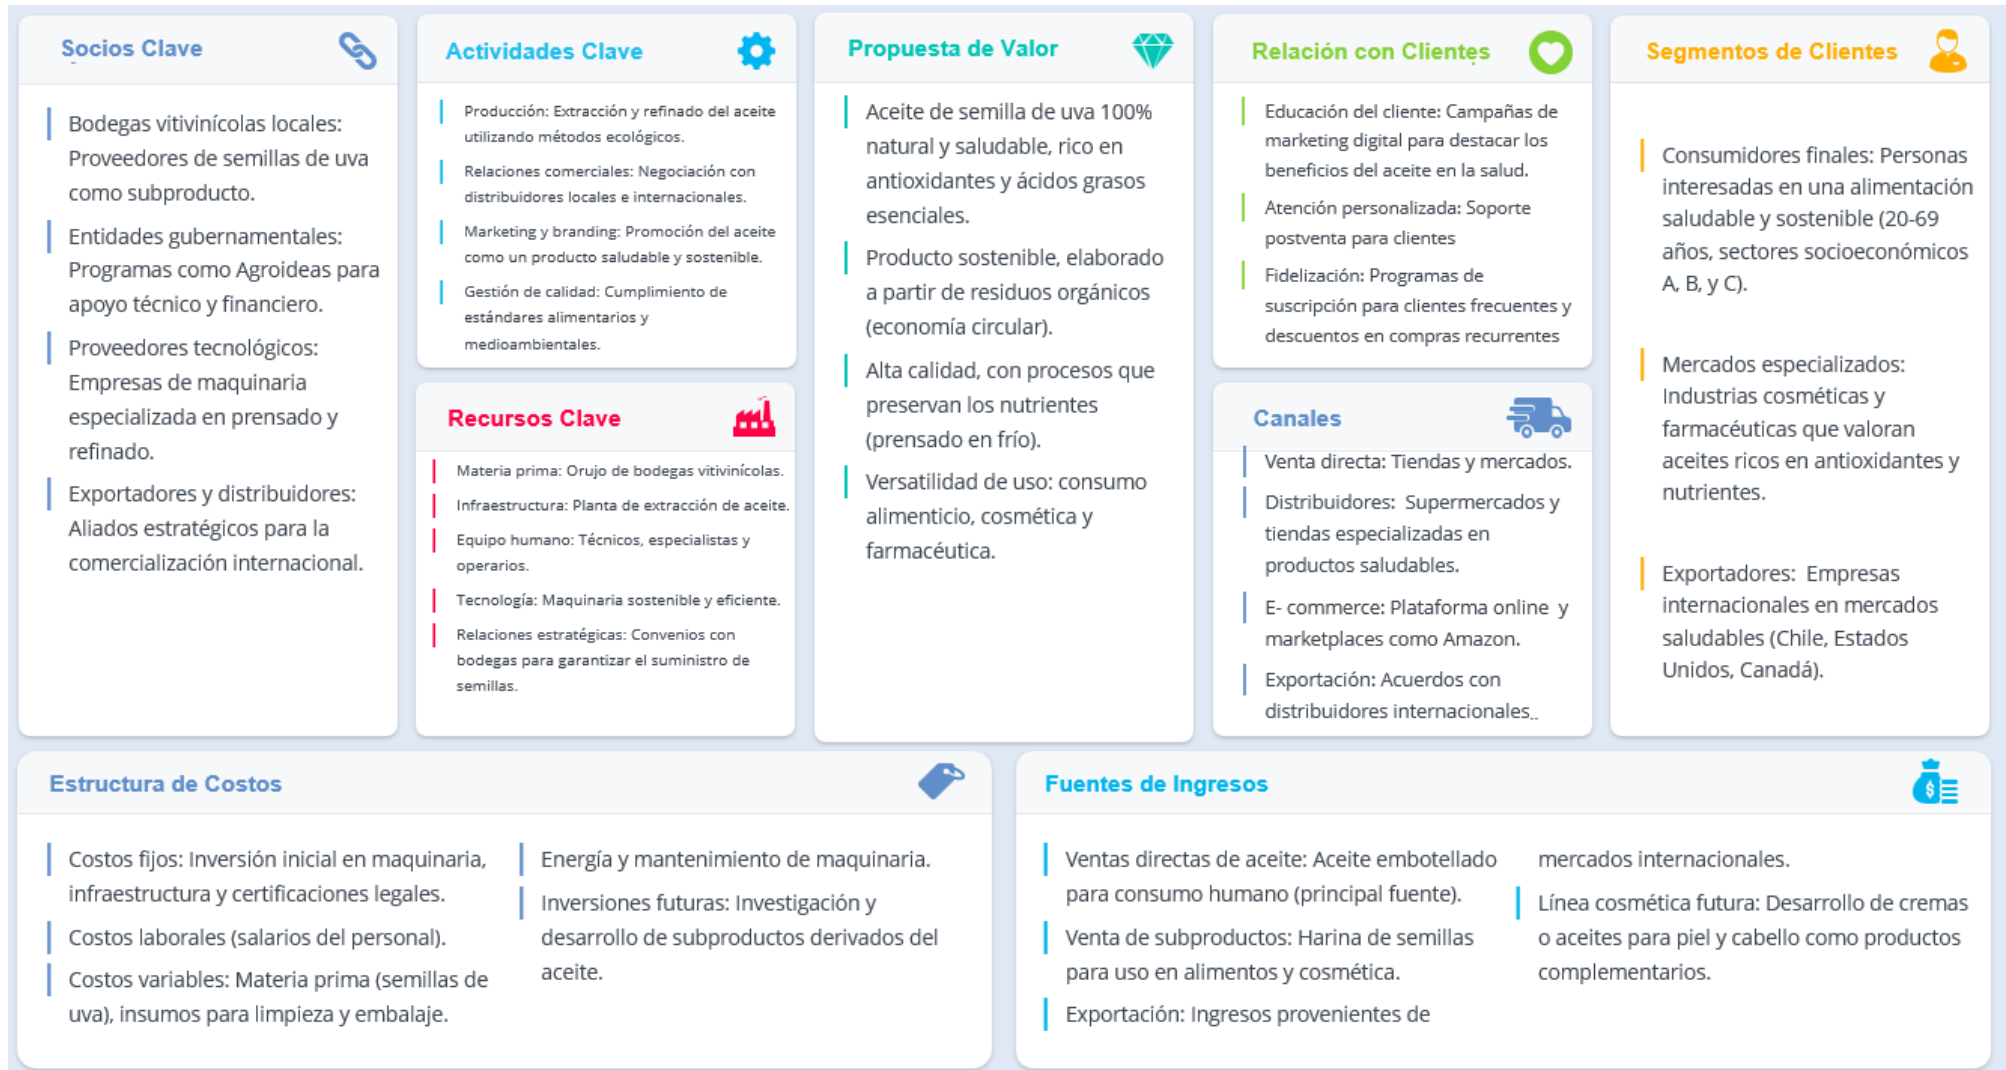 Socios Clave
Bodegas vitivinícolas locales:
Proveedores de semillas de uva
como subproducto.
Entidades gubernamentales:
Programas como Agroideas para
apoyo técnico y financiero.
Proveedores tecnológicos:
Empresas de maquinaria
especializada en prensado y
refinado.
Exportadores y distribuidores:
Aliados estratégicos para la
comercialización internacional.
Actividades Clave
Producción: Extracción y refinado del aceite
utilizando métodos ecológicos.
Relaciones comerciales: Negociación con
distribuidores locales e internacionales.
Marketing y branding: Promoción del aceite
como un producto saludable y sostenible.
Gestión de calidad: Cumplimiento de
estándares alimentarios y
medioambientales.
Recursos Clave
Materia prima: Orujo de bodegas vitivinícolas.
Infraestructura: Planta de extracción de aceite.
Equipo humano: Técnicos, especialistas y
operarios.
Tecnología: Maquinaria sostenible y eficiente.
Relaciones estratégicas: Convenios con
bodegas para garantizar el suministro de
semillas.
Propuesta de Valor
Aceite de semilla de uva 100%
natural y saludable, rico en
antioxidantes y ácidos grasos
esenciales.
Producto sostenible, elaborado
a partir de residuos orgánicos
(economía circular).
Alta calidad, con procesos que
preservan los nutrientes
(prensado en frío).
Versatilidad de uso: consumo
alimenticio, cosmética y
farmacéutica.
Relación con Clientes
Educación del cliente: Campañas de
marketing digital para destacar los
beneficios del aceite en la salud.
Atención personalizada: Soporte
postventa para clientes
Fidelización: Programas de
suscripción para clientes frecuentes y
descuentos en compras recurrentes
Canales
Venta directa: Tiendas y mercados.
Distribuidores: Supermercados y
tiendas especializadas en
productos saludables.
E- commerce: Plataforma online y
marketplaces como Amazon.
Exportación: Acuerdos con
distribuidores internacionales..
Segmentos de Clientes
Consumidores finales: Personas
interesadas en una alimentación
saludable y sostenible (20-69
años, sectores socioeconómicos
A, B, y C).
Mercados especializados:
Industrias cosméticas y
farmacéuticas que valoran
aceites ricos en antioxidantes y
nutrientes.
Exportadores: Empresas
internacionales en mercados
saludables (Chile, Estados
Unidos, Canadá).
Estructura de Costos
Costos fijos: Inversión inicial en maquinaria,
infraestructura y certificaciones legales.
Costos laborales (salarios del personal).
Costos variables: Materia prima (semillas de
uva), insumos para limpieza y embalaje.
Energía y mantenimiento de maquinaria.
Inversiones futuras: Investigación y
desarrollo de subproductos derivados del
aceite.
Fuentes de Ingresos
Ventas directas de aceite: Aceite embotellado
para consumo humano (principal fuente).
Venta de subproductos: Harina de semillas
para uso en alimentos y cosmética.
Exportación: Ingresos provenientes de
mercados internacionales.
Línea cosmética futura: Desarrollo de cremas
o aceites para piel y cabello como productos
complementarios.